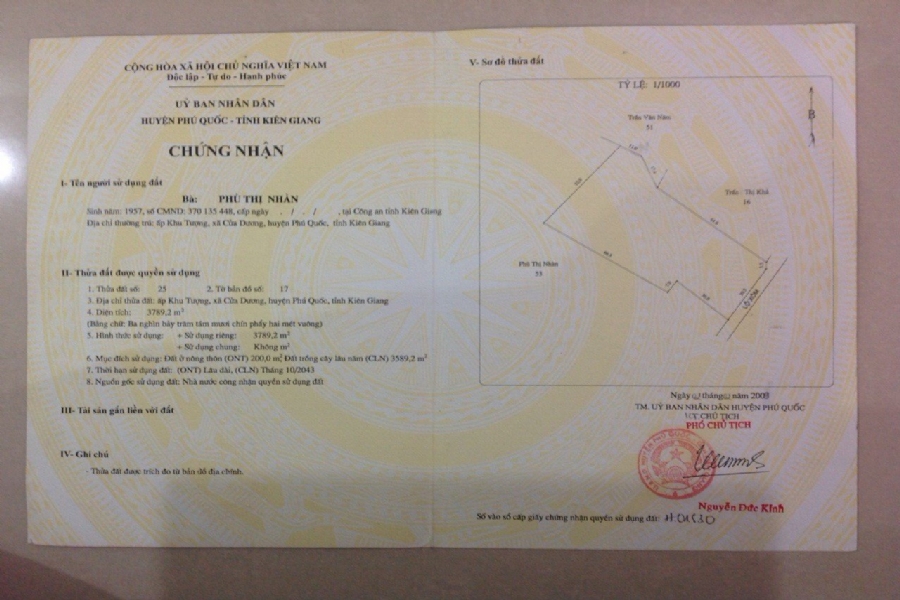 CỘNG HÒA XÃ HỘI CHỦ NGHĨA VIỆT NAM
Độc lập - Tự do - Hạnh phúc
UỶ BAN NHÂN DÂN
HUYỆN PHÚ QUỐC - TỈNH KIÊN GIANG
CHỨNG NHẬN
I- Tên người sử dụng đất
Bà: PHÙ THỊ NHÀN
Sinh năm: 1957, số CMND: 370 135 448, cấp ngày . / . / , tại Công an tỉnh Kiên Giang
Địa chỉ thường trú: ấp Khu Tượng, xã Cửa Dương, huyện Phú Quốc, tỉnh Kiên Giang
II- Thửa đất được quyền sử dụng
1. Thửa đất số: 25 2. Tờ bản đồ số: 17
3. Địa chỉ thửa đất: ấp Khu Tượng, xã Cửa Dương, huyện Phú Quốc, tỉnh Kiên Giang
4. Diện tích: 3789,2 m²
(Bằng chữ: Ba nghìn bảy trăm tám mươi chín phẩy hai mét vuông)
5. Hình thức sử dụng: + Sử dụng riêng: 3789,2 m²
+ Sử dụng chung: Không m²
6. Mục đích sử dụng: Đất ở nông thôn (ONT) 200,0 m² Đất trồng cây lâu năm (CLN) 3589,2 m²
7. Thời hạn sử dụng đất: (ONT) Lâu dài, (CLN) Tháng 10/2043
8. Nguồn gốc sử dụng đất: Nhà nước công nhận quyền sử dụng đất
III- Tài sản gắn liền với đất
IV- Ghi chú
- Thửa đất được trích đo từ bản đồ địa chính.
V- Sơ đồ thửa đất
TỶ LỆ: 1/1000
B
Trần Văn
51
Trần Thị Khá
16
Phù Thị Nhàn
53
Ngày tháng năm 2008
TM. UỶ BAN NHÂN DÂN HUYỆN PHÚ QUỐC
KT. CHỦ TỊCH
PHÓ CHỦ TỊCH
Nguyễn Đức Kỉnh
Số vào sổ cấp giấy chứng nhận quyền sử dụng đất: